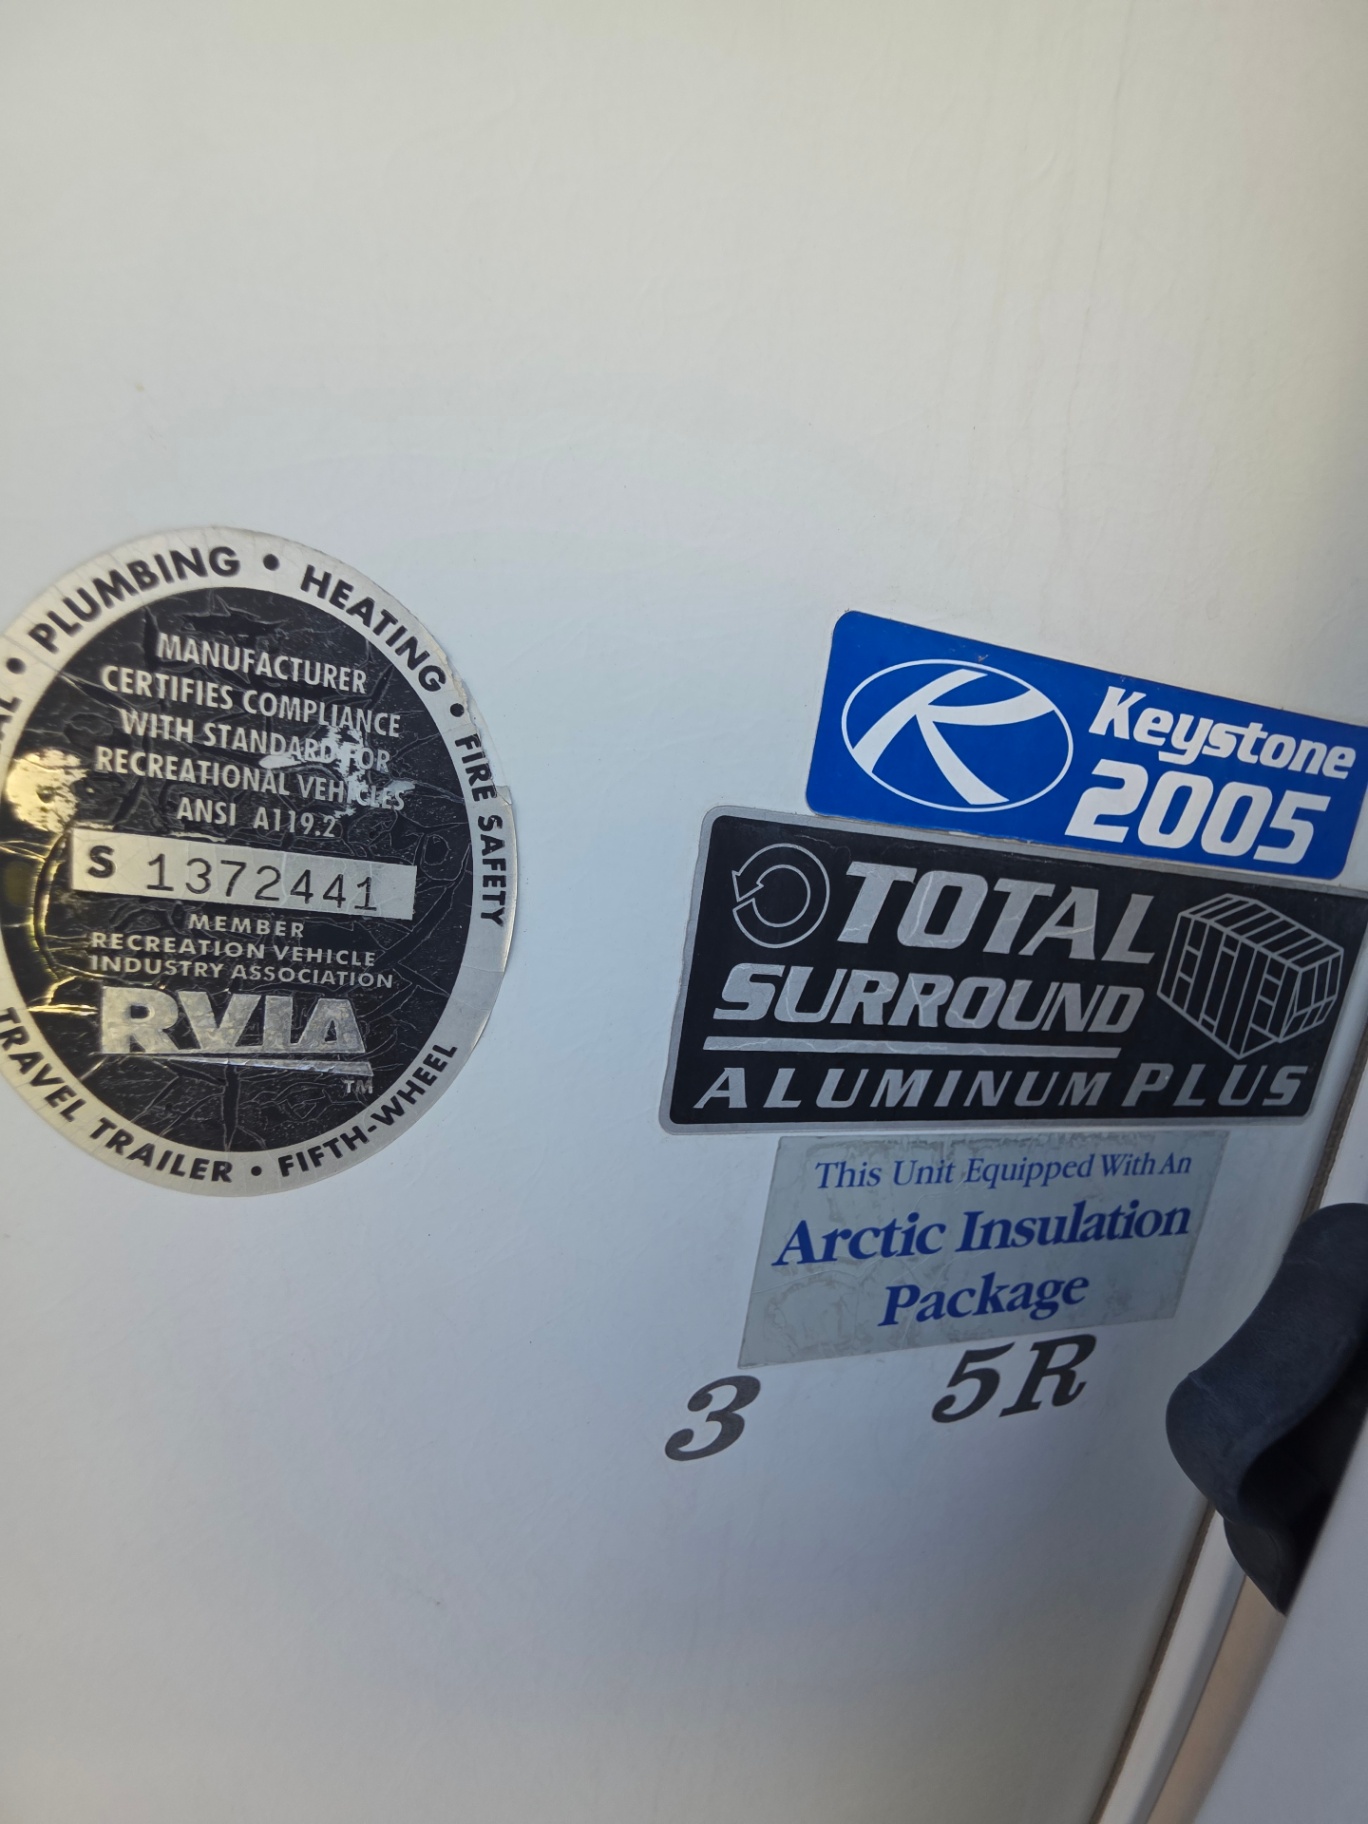 PLUMBING • HEATING • FIRE SAFETY
MANUFACTURER
CERTIFIES COMPLIANCE
WITH STANDARD FOR
RECREATIONAL VEHICLES
ANSI A119.2
S 1372441
MEMBER
RECREATION VEHICLE
INDUSTRY ASSOCIATION
RVIA
TM
TRAVEL TRAILER • FIFTH-WHEEL
K Keystone
2005
TOTAL
SURROUND
ALUMINUM PLUS
This Unit Equipped With An
Arctic Insulation
Package
3 5R